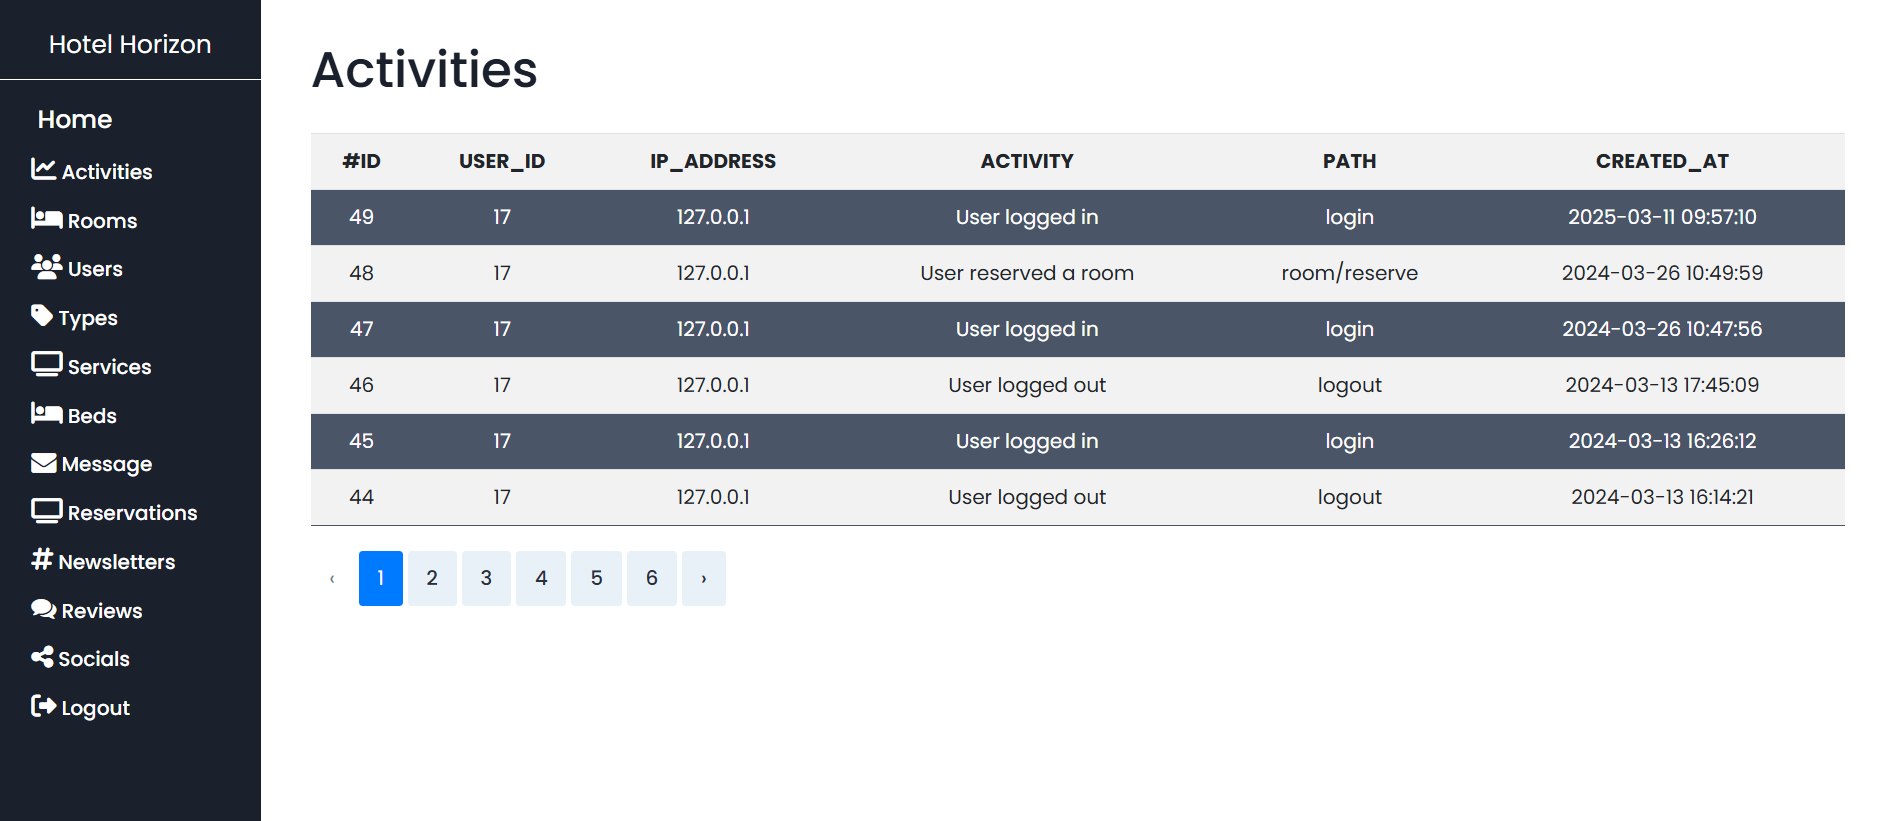 Hotel Horizon
Home
Activities
Rooms
Users
Types
Services
Beds
Message
Reservations
Newsletters
Reviews
Socials
Logout
Activities
#ID USER_ID IP_ADDRESS ACTIVITY PATH CREATED_AT
49 17 127.0.0.1 User logged in login 2025-03-11 09:57:10
48 17 127.0.0.1 User reserved a room room/reserve 2024-03-26 10:49:59
47 17 127.0.0.1 User logged in login 2024-03-26 10:47:56
46 17 127.0.0.1 User logged out logout 2024-03-13 17:45:09
45 17 127.0.0.1 User logged in login 2024-03-13 16:26:12
44 17 127.0.0.1 User logged out logout 2024-03-13 16:14:21
‹ 1 2 3 4 5 6 ›